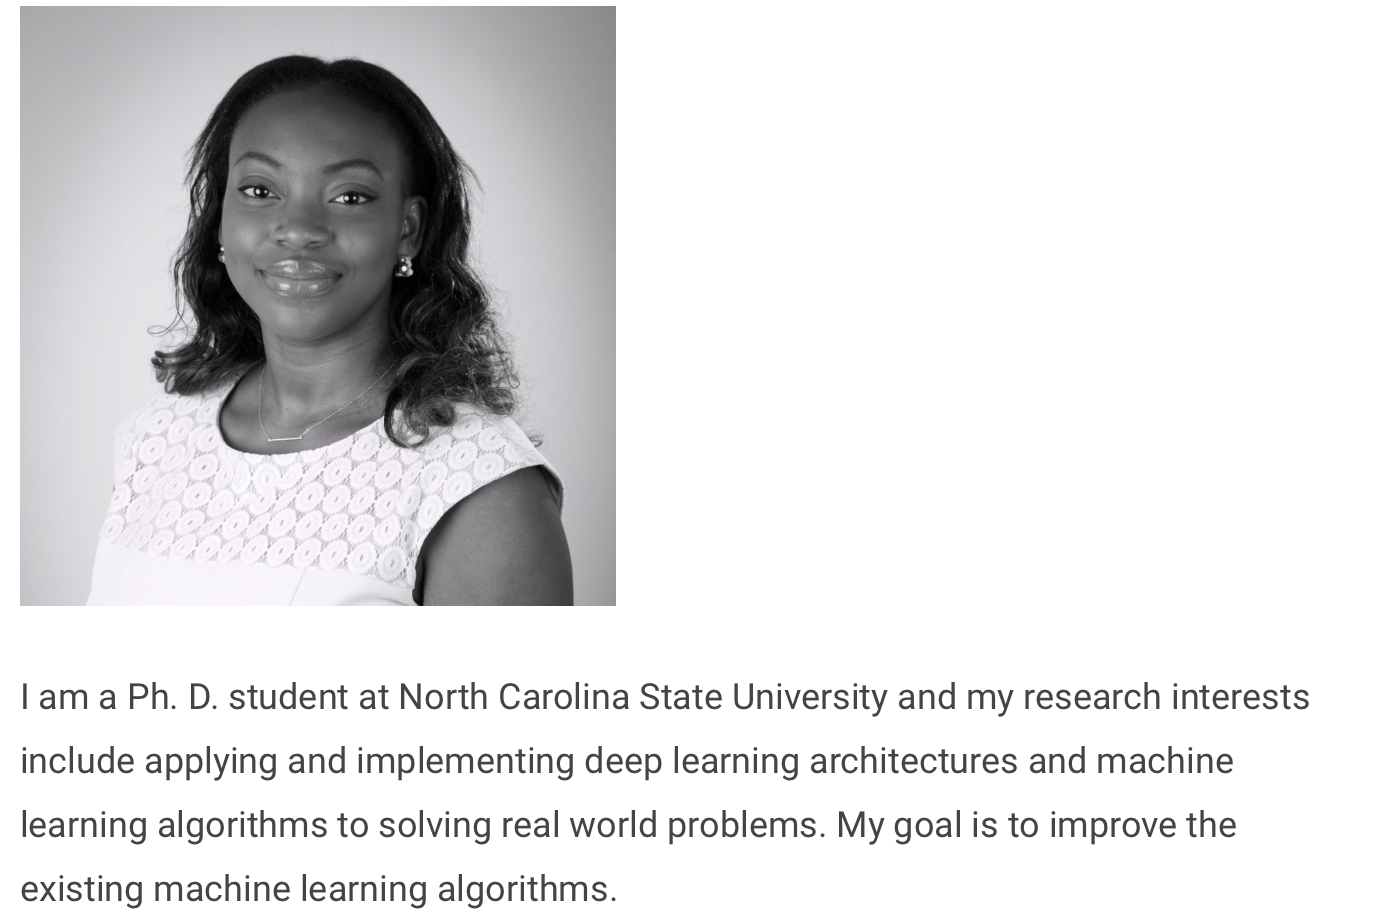 I am a Ph. D. student at North Carolina State University and my research interests
include applying and implementing deep learning architectures and machine
learning algorithms to solving real world problems. My goal is to improve the
existing machine learning algorithms.